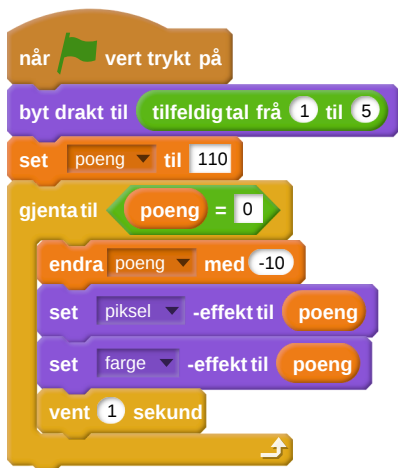 når vert trykt på
byt drakt til tilfeldig tal frå 1 til 5
set poeng til 110
gjenta til poeng = 0
endra poeng med -10
set piksel -effekt til poeng
set farge -effekt til poeng
vent 1 sekund